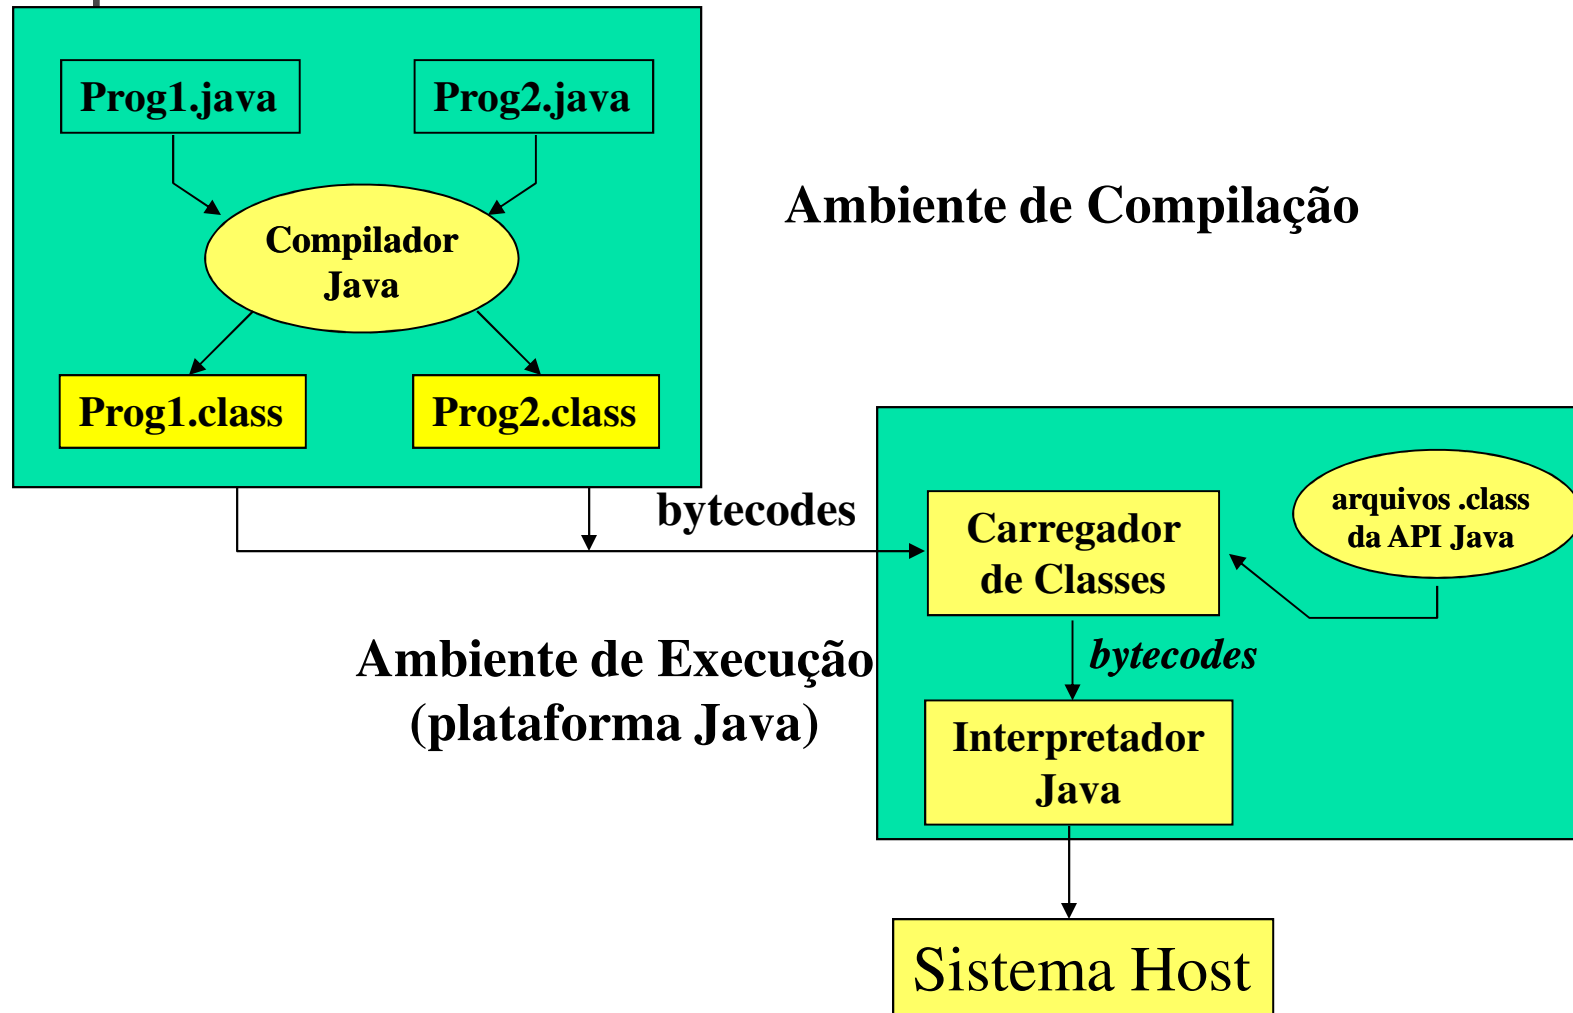 Prog1.java
Prog2.java
Compilador
Java
Prog1.class
Prog2.class
Ambiente de Compilação
bytecodes
Carregador
de Classes
arquivos .class
da API Java
bytecodes
Interpretador
Java
Ambiente de Execução
(plataforma Java)
Sistema Host